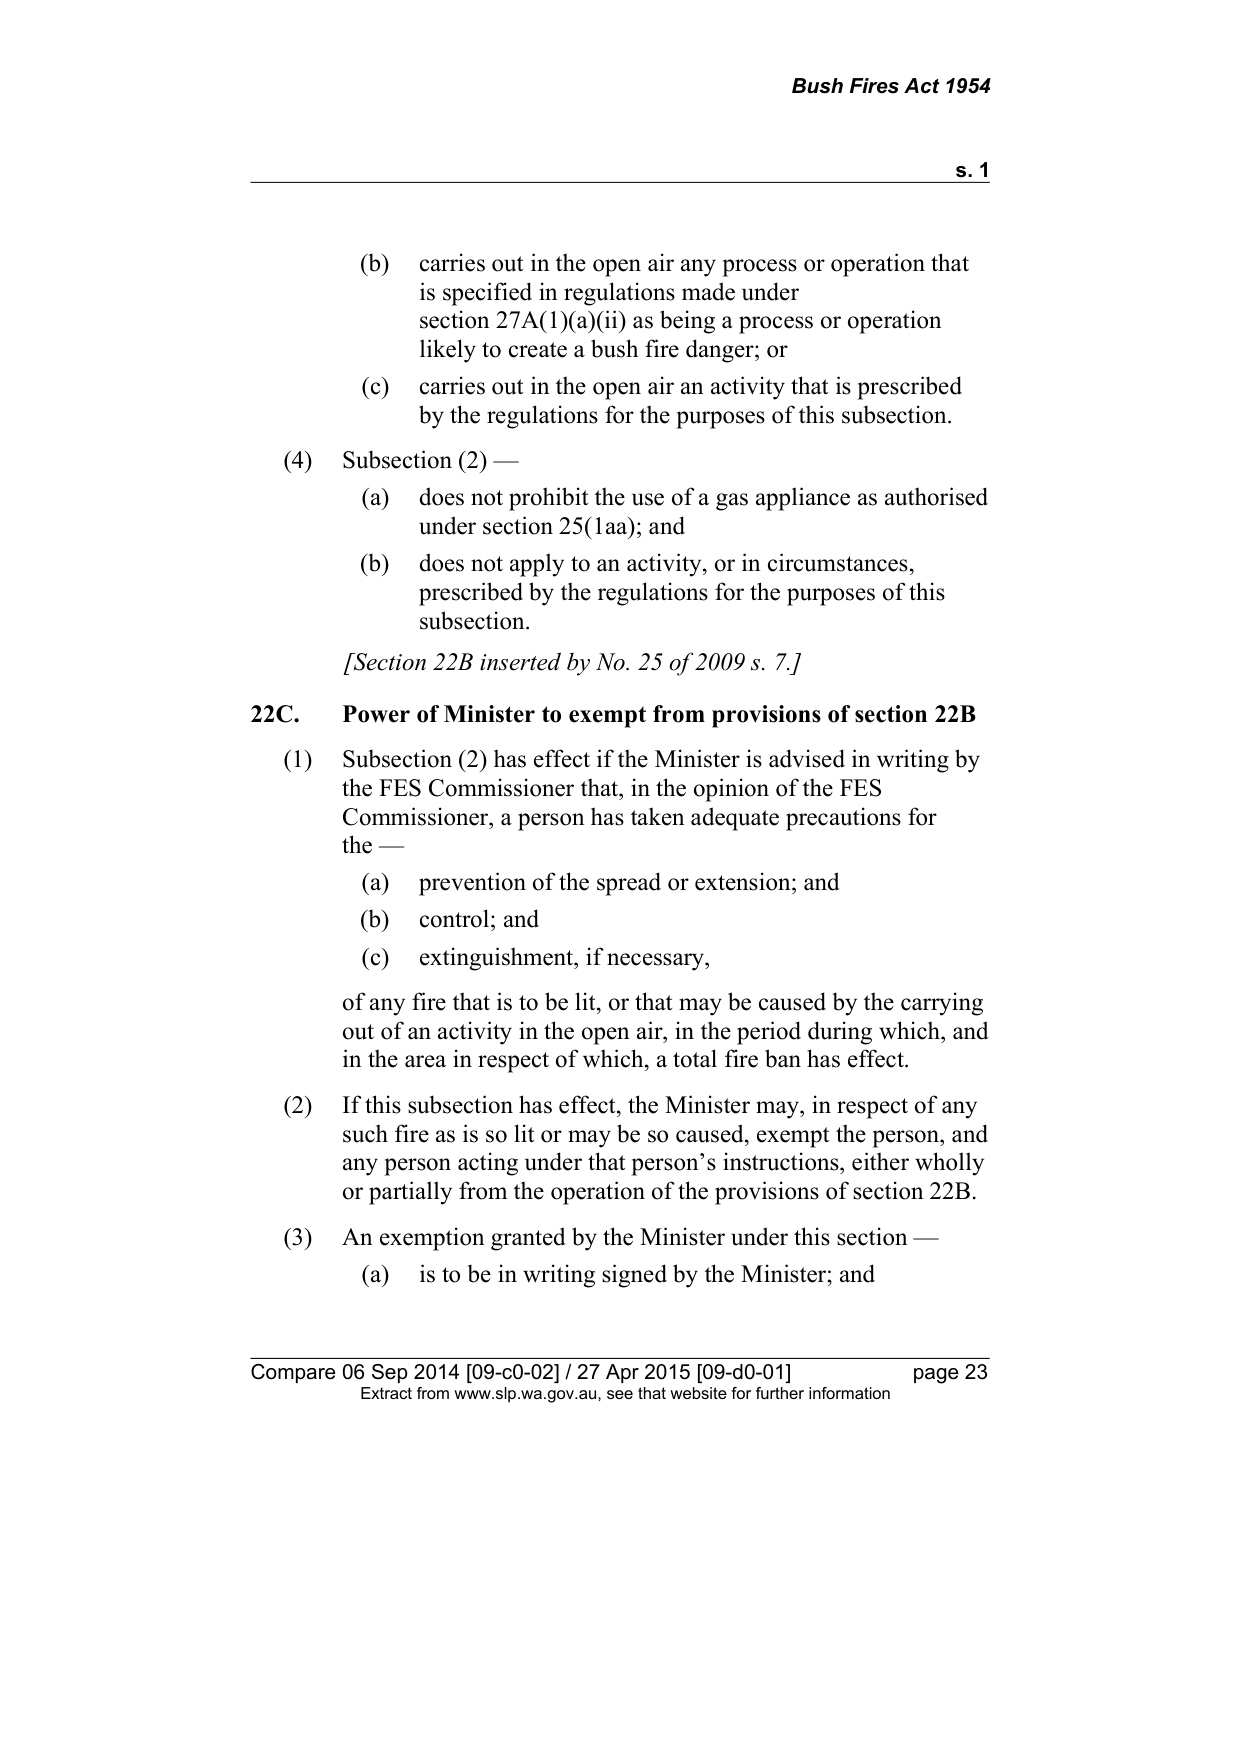 Bush Fires Act 1954
s. 1
(b) carries out in the open air any process or operation that
is specified in regulations made under
section 27A(1)(a)(ii) as being a process or operation
likely to create a bush fire danger; or
(c) carries out in the open air an activity that is prescribed
by the regulations for the purposes of this subsection.
(4) Subsection (2) —
(a) does not prohibit the use of a gas appliance as authorised
under section 25(1aa); and
(b) does not apply to an activity, or in circumstances,
prescribed by the regulations for the purposes of this
subsection.
[Section 22B inserted by No. 25 of 2009 s. 7.]
22C. Power of Minister to exempt from provisions of section 22B
(1) Subsection (2) has effect if the Minister is advised in writing by
the FES Commissioner that, in the opinion of the FES
Commissioner, a person has taken adequate precautions for
the —
(a) prevention of the spread or extension; and
(b) control; and
(c) extinguishment, if necessary,
of any fire that is to be lit, or that may be caused by the carrying
out of an activity in the open air, in the period during which, and
in the area in respect of which, a total fire ban has effect.
(2) If this subsection has effect, the Minister may, in respect of any
such fire as is so lit or may be so caused, exempt the person, and
any person acting under that person’s instructions, either wholly
or partially from the operation of the provisions of section 22B.
(3) An exemption granted by the Minister under this section —
(a) is to be in writing signed by the Minister; and
Compare 06 Sep 2014 [09-c0-02] / 27 Apr 2015 [09-d0-01] page 23
Extract from www.slp.wa.gov.au, see that website for further information